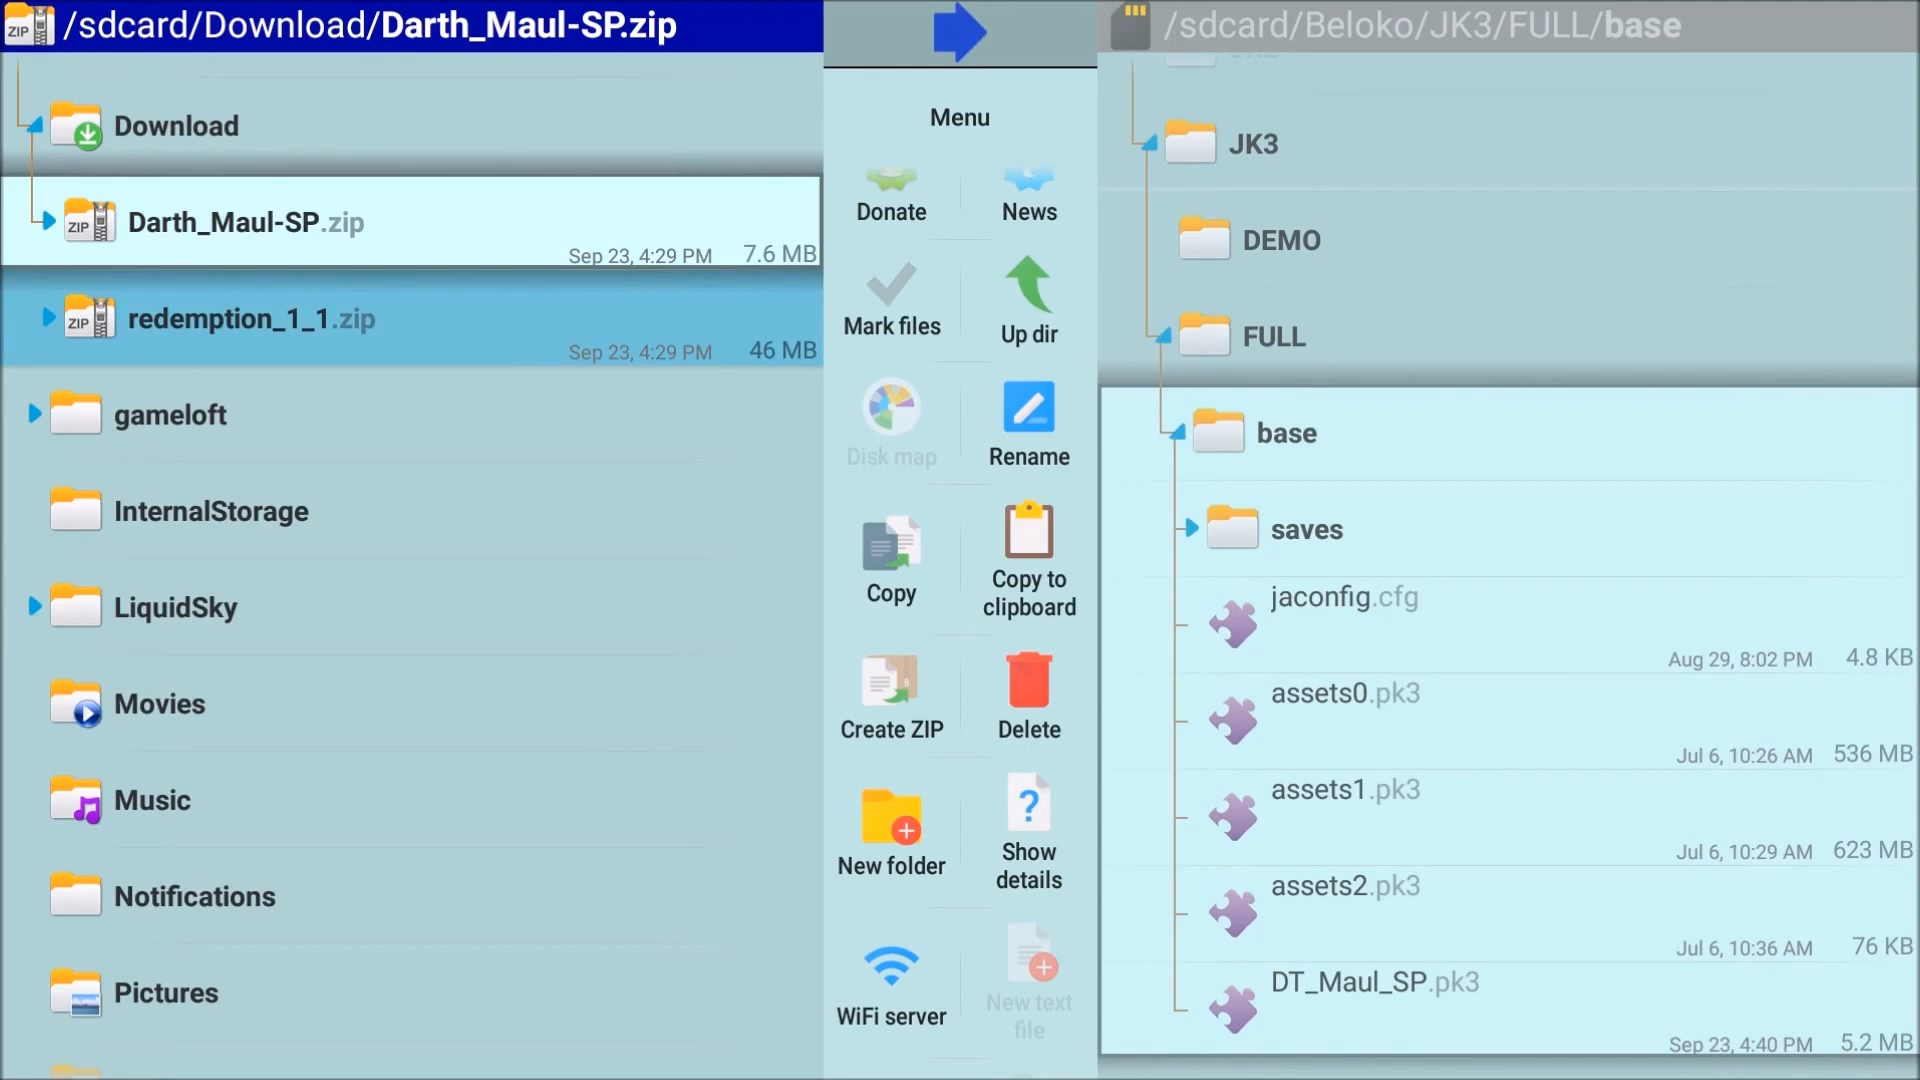 ZIP /sdcard/Download/Darth_Maul-SP.zip
Download
ZIP Darth_Maul-SP.zip
Sep 23, 4:29 PM 7.6 MB
ZIP redemption_1_1.zip
Sep 23, 4:29 PM 46 MB
gameloft
InternalStorage
LiquidSky
Movies
Music
Notifications
Pictures
Menu
Donate News
Mark files Up dir
Disk map Rename
Copy Copy to
clipboard
Create ZIP Delete
New folder Show
details
WiFi server New text
file
/sdcard/Beloko/JK3/FULL/base
JK3
DEMO
FULL
base
saves
jaconfig.cfg
Aug 29, 8:02 PM 4.8 KB
assets0.pk3
Jul 6, 10:26 AM 536 MB
assets1.pk3
Jul 6, 10:29 AM 623 MB
assets2.pk3
Jul 6, 10:36 AM 76 KB
DT_Maul_SP.pk3
Sep 23, 4:40 PM 5.2 MB